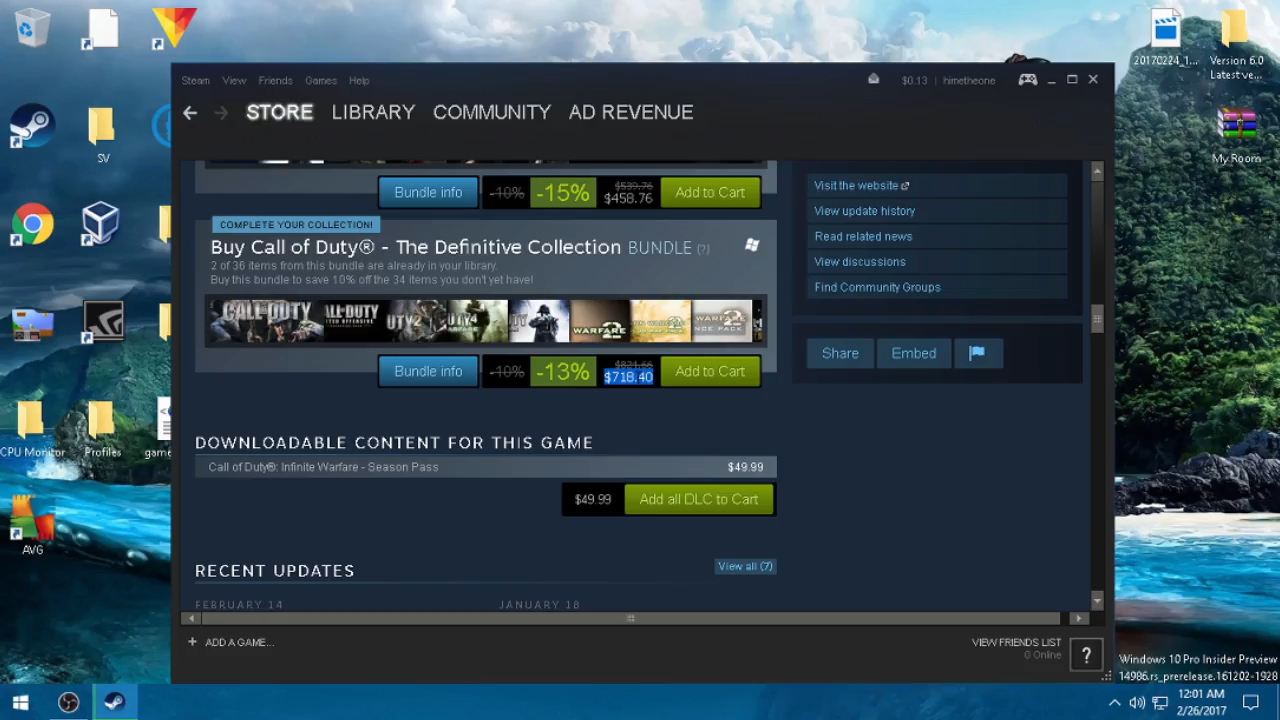 Steam View Friends Games Help
$0.13 himetheone
STORE LIBRARY COMMUNITY AD REVENUE
Bundle info -10% -15% $539.76 $458.76 Add to Cart
COMPLETE YOUR COLLECTION!
Buy Call of Duty® - The Definitive Collection BUNDLE (?)
2 of 36 items from this bundle are already in your library.
Buy this bundle to save 10% off the 34 items you don't yet have!
Bundle info -10% -13% $821.66 $718.40 Add to Cart
DOWNLOADABLE CONTENT FOR THIS GAME
Call of Duty®: Infinite Warfare - Season Pass $49.99
$49.99 Add all DLC to Cart
RECENT UPDATES View all (7)
FEBRUARY 14 JANUARY 18
Visit the website
View update history
Read related news
View discussions
Find Community Groups
Share Embed
+ ADD A GAME...
VIEW FRIENDS LIST
0 Online
?
SV
CPU Monitor Profiles game
AVG
20170224_1... Version 6.0
Latest ve...
My Room
Windows 10 Pro Insider Preview
14986.rs_prerelease.161202-1928
12:01 AM
2/26/2017